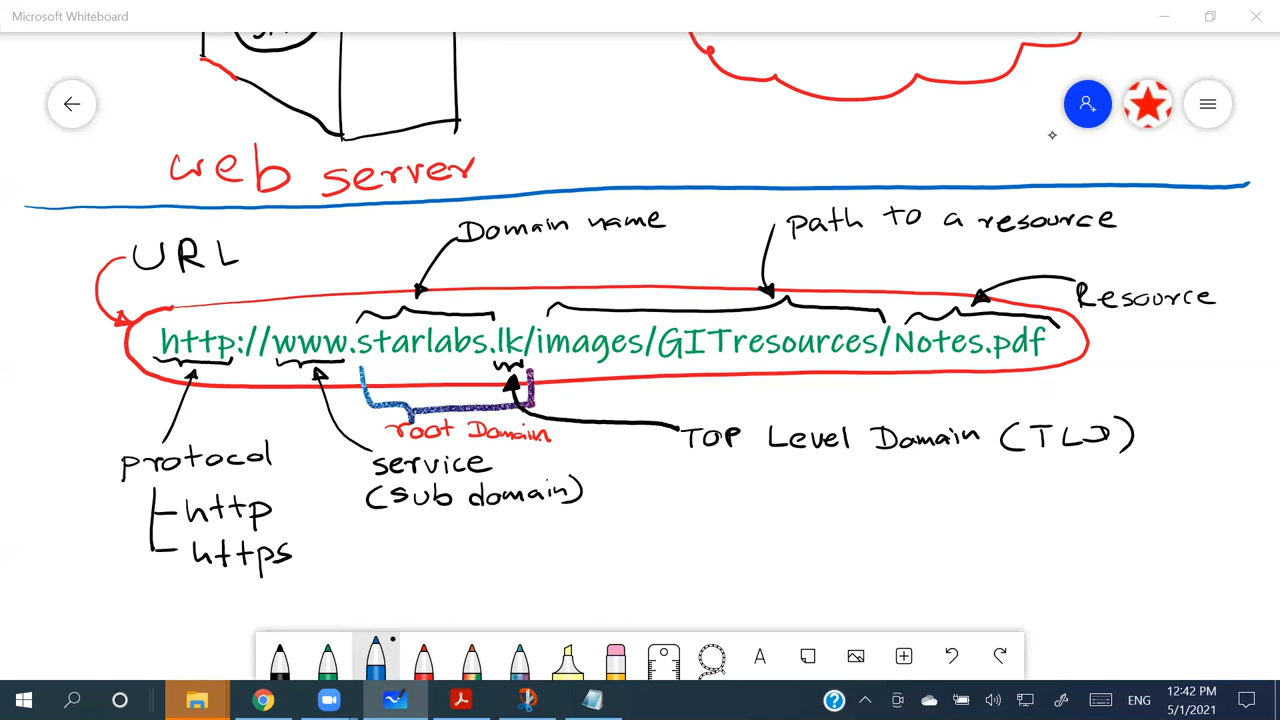 Microsoft Whiteboard
web server
Domain name
path to a resource
URL
Resource
http://www.starlabs.lk/images/GITresources/Notes.pdf
root Domain
TOP Level Domain (TLD)
protocol
service
(sub domain)
http
https
A
ENG
12:42 PM
5/1/2021